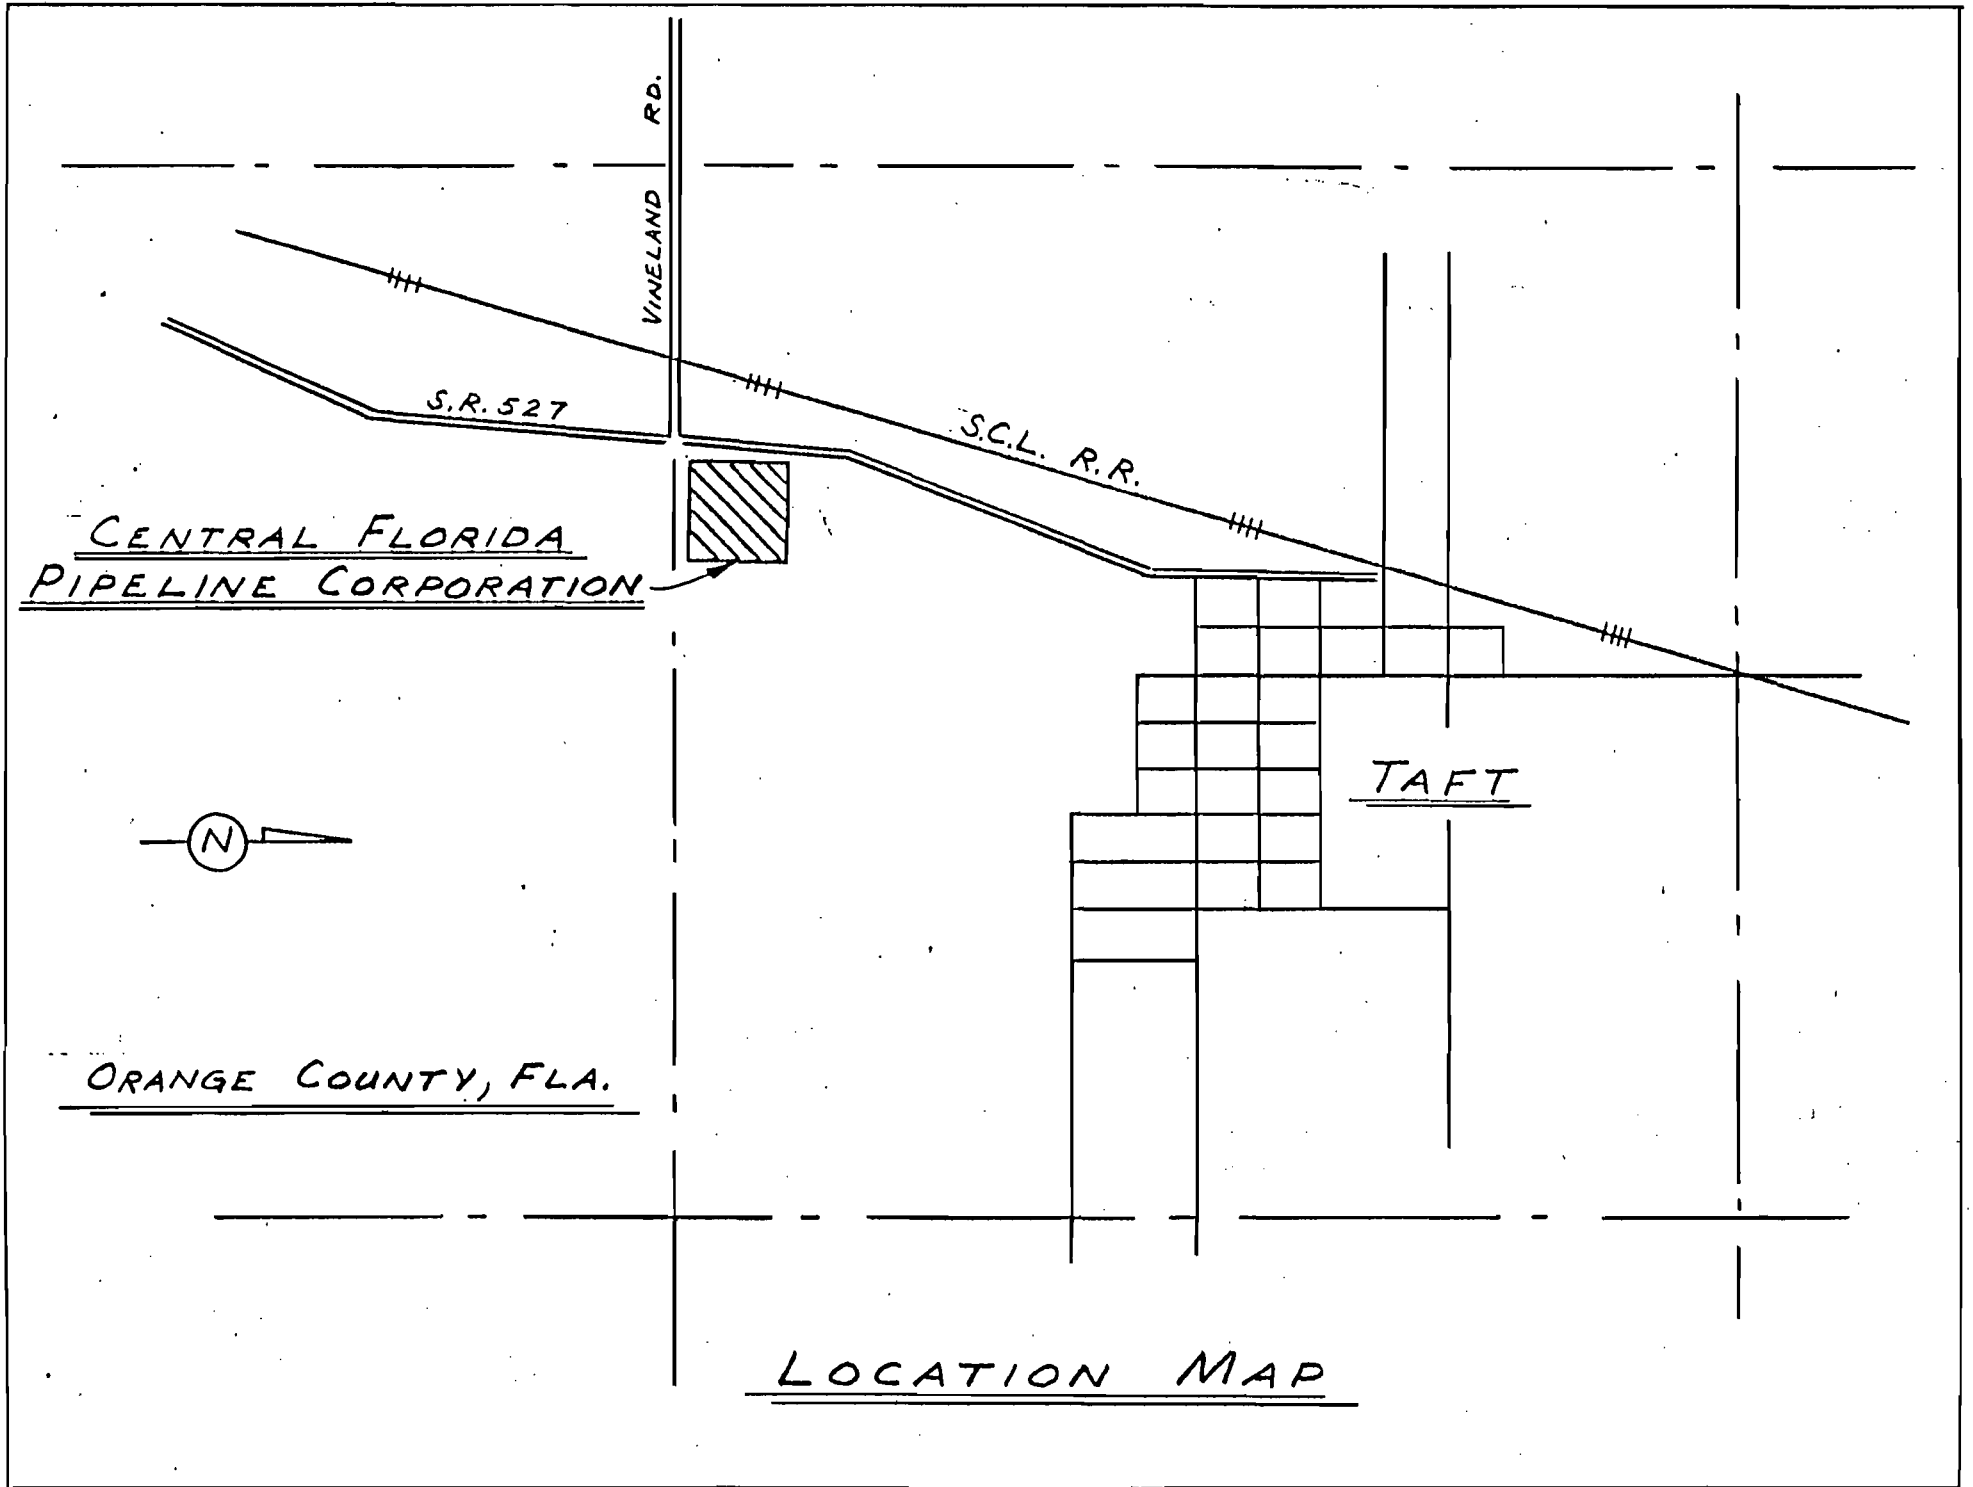 VINELAND RD.
S.R. 527
S.C.L. R.R.
CENTRAL FLORIDA
PIPELINE CORPORATION
TAFT
N
ORANGE COUNTY, FLA.
LOCATION MAP